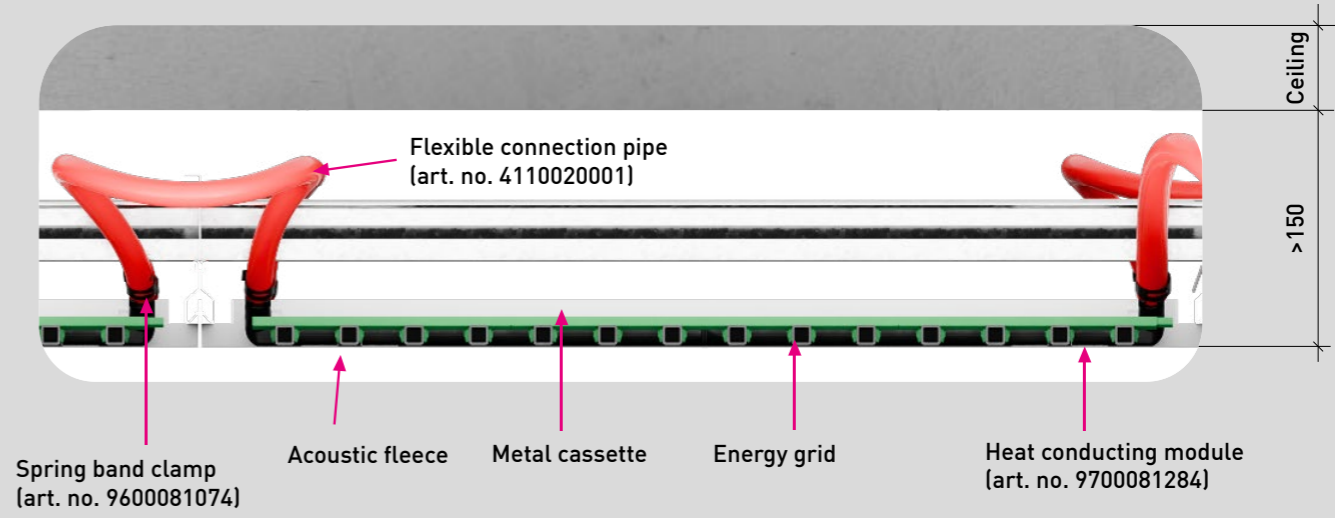 Ceiling
Flexible connection pipe
(art. no. 4110020001)
>150
Spring band clamp
(art. no. 9600081074)
Acoustic fleece
Metal cassette
Energy grid
Heat conducting module
(art. no. 9700081284)